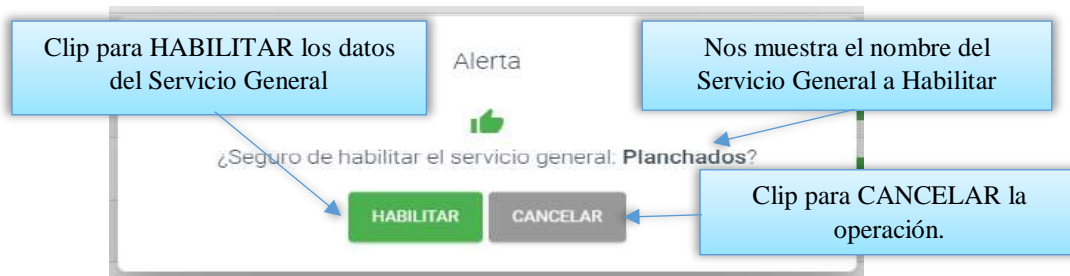 Clip para HABILITAR los datos
del Servicio General
Alerta
Nos muestra el nombre del
Servicio General a Habilitar
¿Seguro de habilitar el servicio general: Planchados?
HABILITAR
CANCELAR
Clip para CANCELAR la
operación.